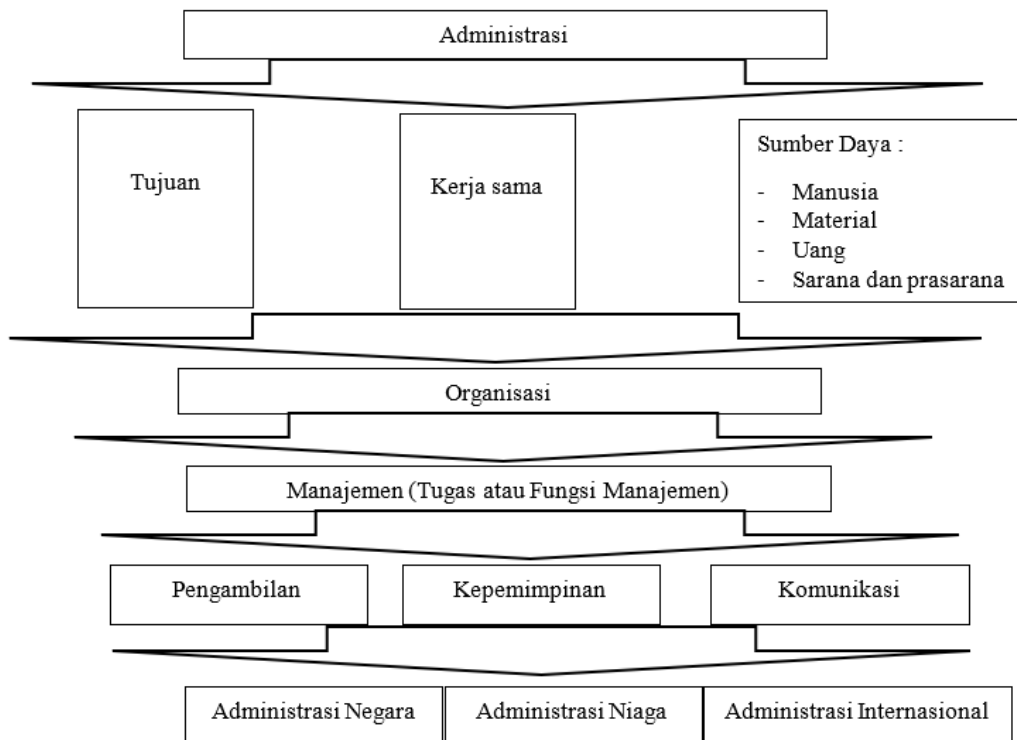 Administrasi
Tujuan
Kerja sama
Sumber Daya :
- Manusia
- Material
- Uang
- Sarana dan prasarana
Organisasi
Manajemen (Tugas atau Fungsi Manajemen)
Pengambilan
Kepemimpinan
Komunikasi
Administrasi Negara
Administrasi Niaga
Administrasi Internasional